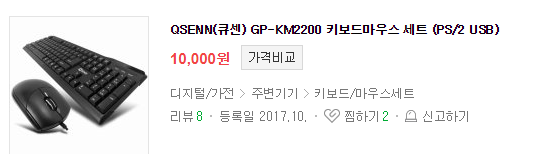 QSENN(큐센) GP-KM2200 키보드마우스 세트 (PS/2 USB)
10,000원 가격비교
디지털/가전 > 주변기기 > 키보드/마우스세트
리뷰 8 · 등록일 2017.10. · 찜하기 2 · 신고하기